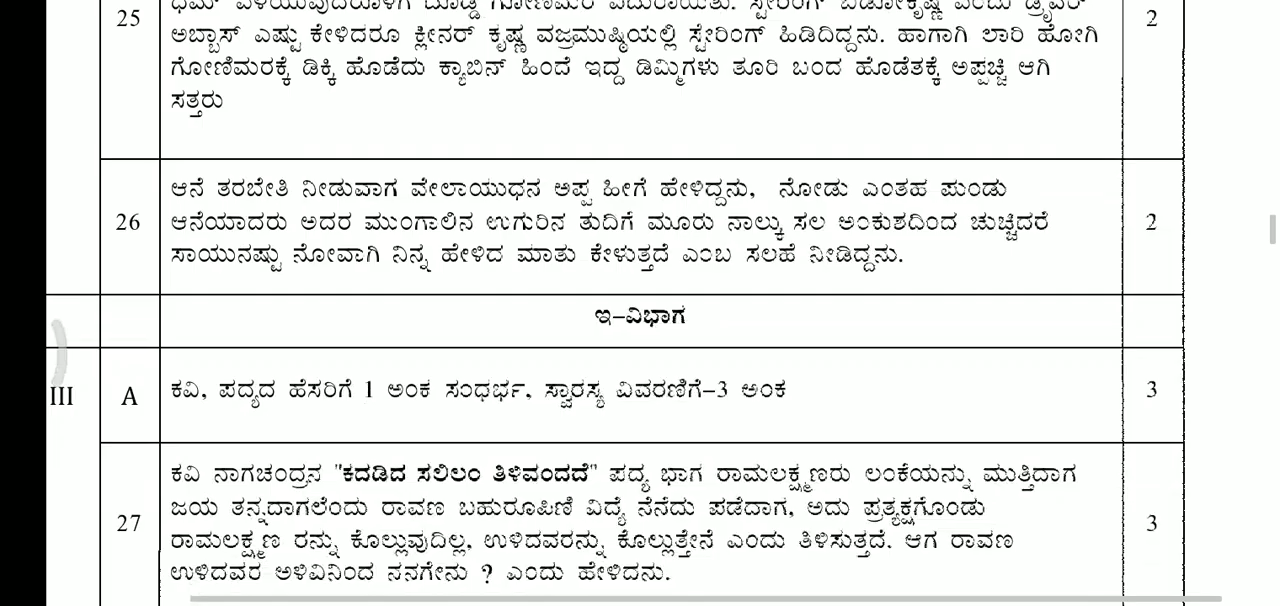 25
2
ಅಬ್ಬಾಸ್ ಎಷ್ಟು ಕೇಳಿದರೂ ಕ್ಲೀನರ್ ಕೃಷ್ಣ ವಜ್ರಮುಷ್ಠಿಯಲ್ಲಿ ಸ್ಟೇರಿಂಗ್ ಹಿಡಿದಿದ್ದನು. ಹಾಗಾಗಿ ಲಾರಿ ಹೋಗಿ
ಗೋಣಿಮರಕ್ಕೆ ಡಿಕ್ಕಿ ಹೊಡೆದು ಕ್ಯಾಬಿನ್ ಹಿಂದೆ ಇದ್ದ ಡಿಮ್ಮಿಗಳು ತೂರಿ ಬಂದ ಹೊಡೆತಕ್ಕೆ ಅಪ್ಪಚ್ಚಿ ಆಗಿ
ಸತ್ತರು
26
ಆನೆ ತರಬೇತಿ ನೀಡುವಾಗ ವೇಲಾಯುಧನ ಅಪ್ಪ ಹೀಗೆ ಹೇಳಿದ್ದನು, ನೋಡು ಎಂತಹ ಪುಂಡು
ಆನೆಯಾದರು ಅದರ ಮುಂಗಾಲಿನ ಉಗುರಿನ ತುದಿಗೆ ಮೂರು ನಾಲ್ಕು ಸಲ ಅಂಕುಶದಿಂದ ಚುಚ್ಚಿದರೆ
ಸಾಯುನಷ್ಟು ನೋವಾಗಿ ನಿನ್ನ ಹೇಳಿದ ಮಾತು ಕೇಳುತ್ತದೆ ಎಂಬ ಸಲಹೆ ನೀಡಿದ್ದನು.
2
ಇ–ವಿಭಾಗ
III
A
ಕವಿ, ಪದ್ಯದ ಹೆಸರಿಗೆ 1 ಅಂಕ ಸಂಧರ್ಭ, ಸ್ವಾರಸ್ಯ ವಿವರಣಿಗೆ–3 ಅಂಕ
3
27
ಕವಿ ನಾಗಚಂದ್ರನ "ಕದಡಿದ ಸಲಿಲಂ ತಿಳಿವಂದದೆ" ಪದ್ಯ ಭಾಗ ರಾಮಲಕ್ಷ್ಮಣರು ಲಂಕೆಯನ್ನು ಮುತ್ತಿದಾಗ
ಜಯ ತನ್ನದಾಗಲೆಂದು ರಾವಣ ಬಹುರೂಪಿಣಿ ವಿದ್ಯೆ ನೆನೆದು ಪಡೆದಾಗ, ಅದು ಪ್ರತ್ಯಕ್ಷಗೊಂಡು
ರಾಮಲಕ್ಷ್ಮಣ ರನ್ನು ಕೊಲ್ಲುವುದಿಲ್ಲ, ಉಳಿದವರನ್ನು ಕೊಲ್ಲುತ್ತೇನೆ ಎಂದು ತಿಳಿಸುತ್ತದೆ. ಆಗ ರಾವಣ
ಉಳಿದವರ ಅಳಿವಿನಿಂದ ನನಗೇನು ? ಎಂದು ಹೇಳಿದನು.
3